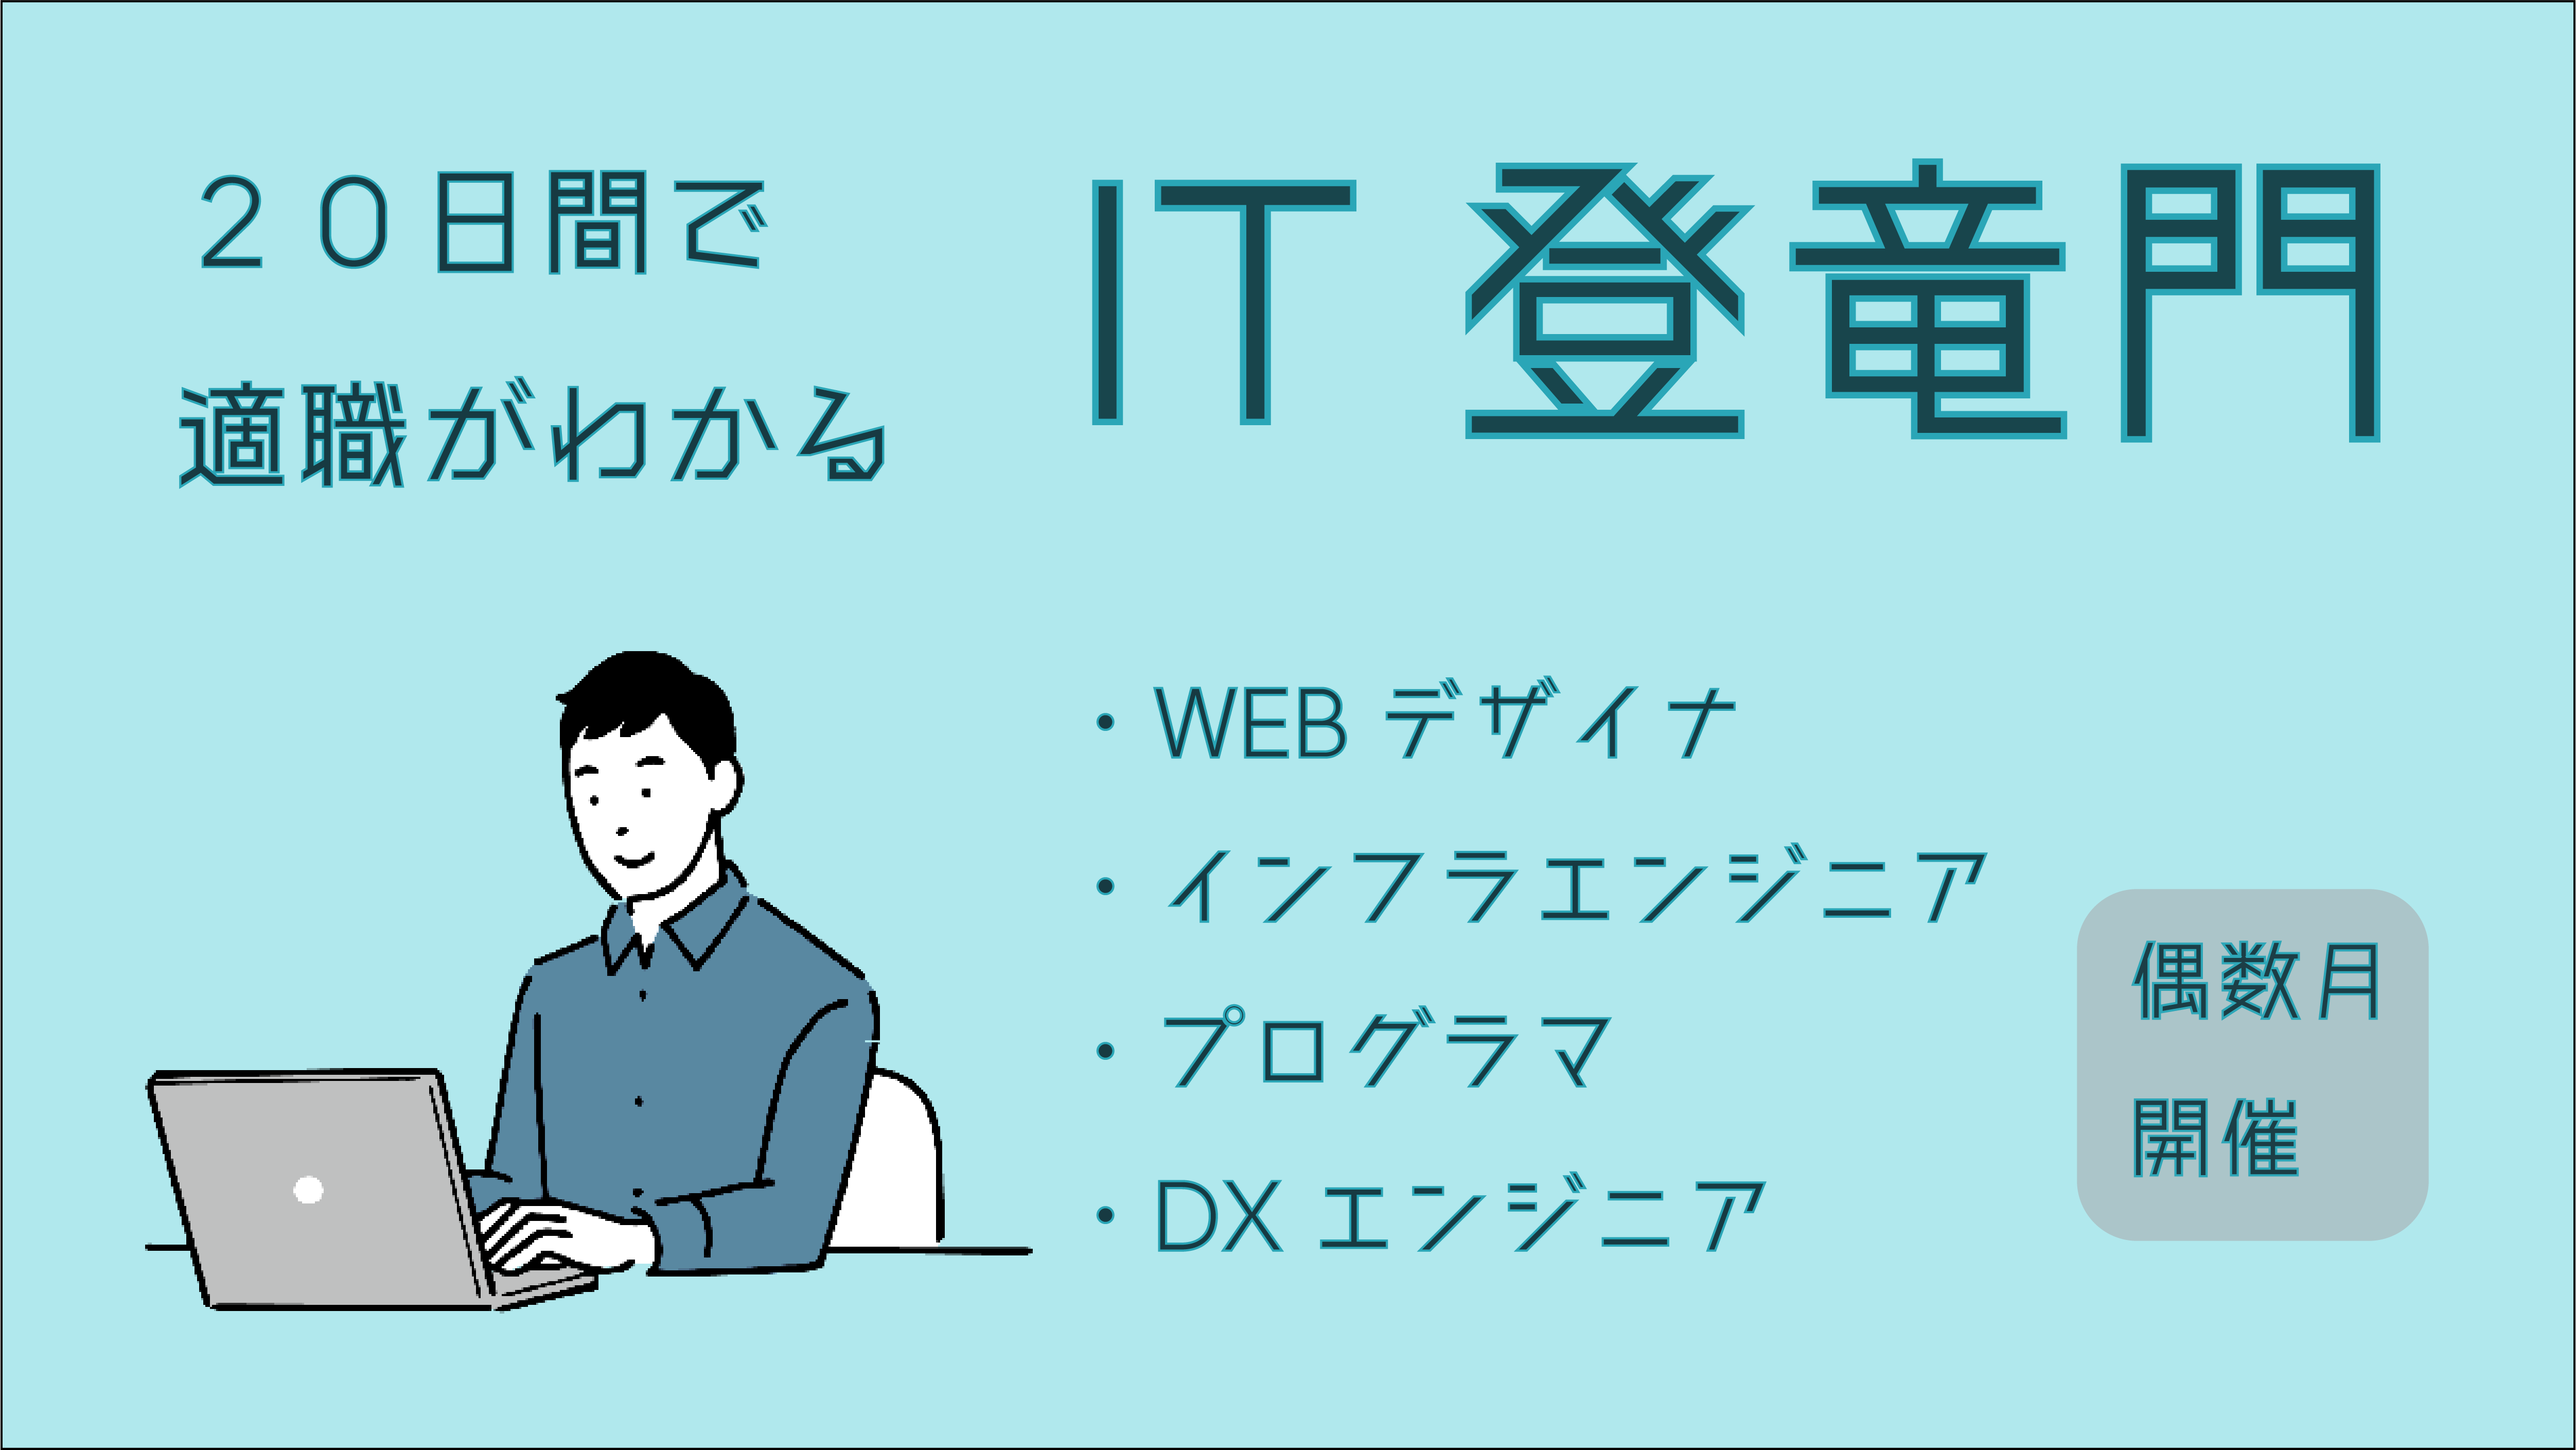 ２０日間で
適職がわかる
IT 登竜門
・WEB デザイナ
・インフラエンジニア
・プログラマ
・DX エンジニア
偶数月
開催